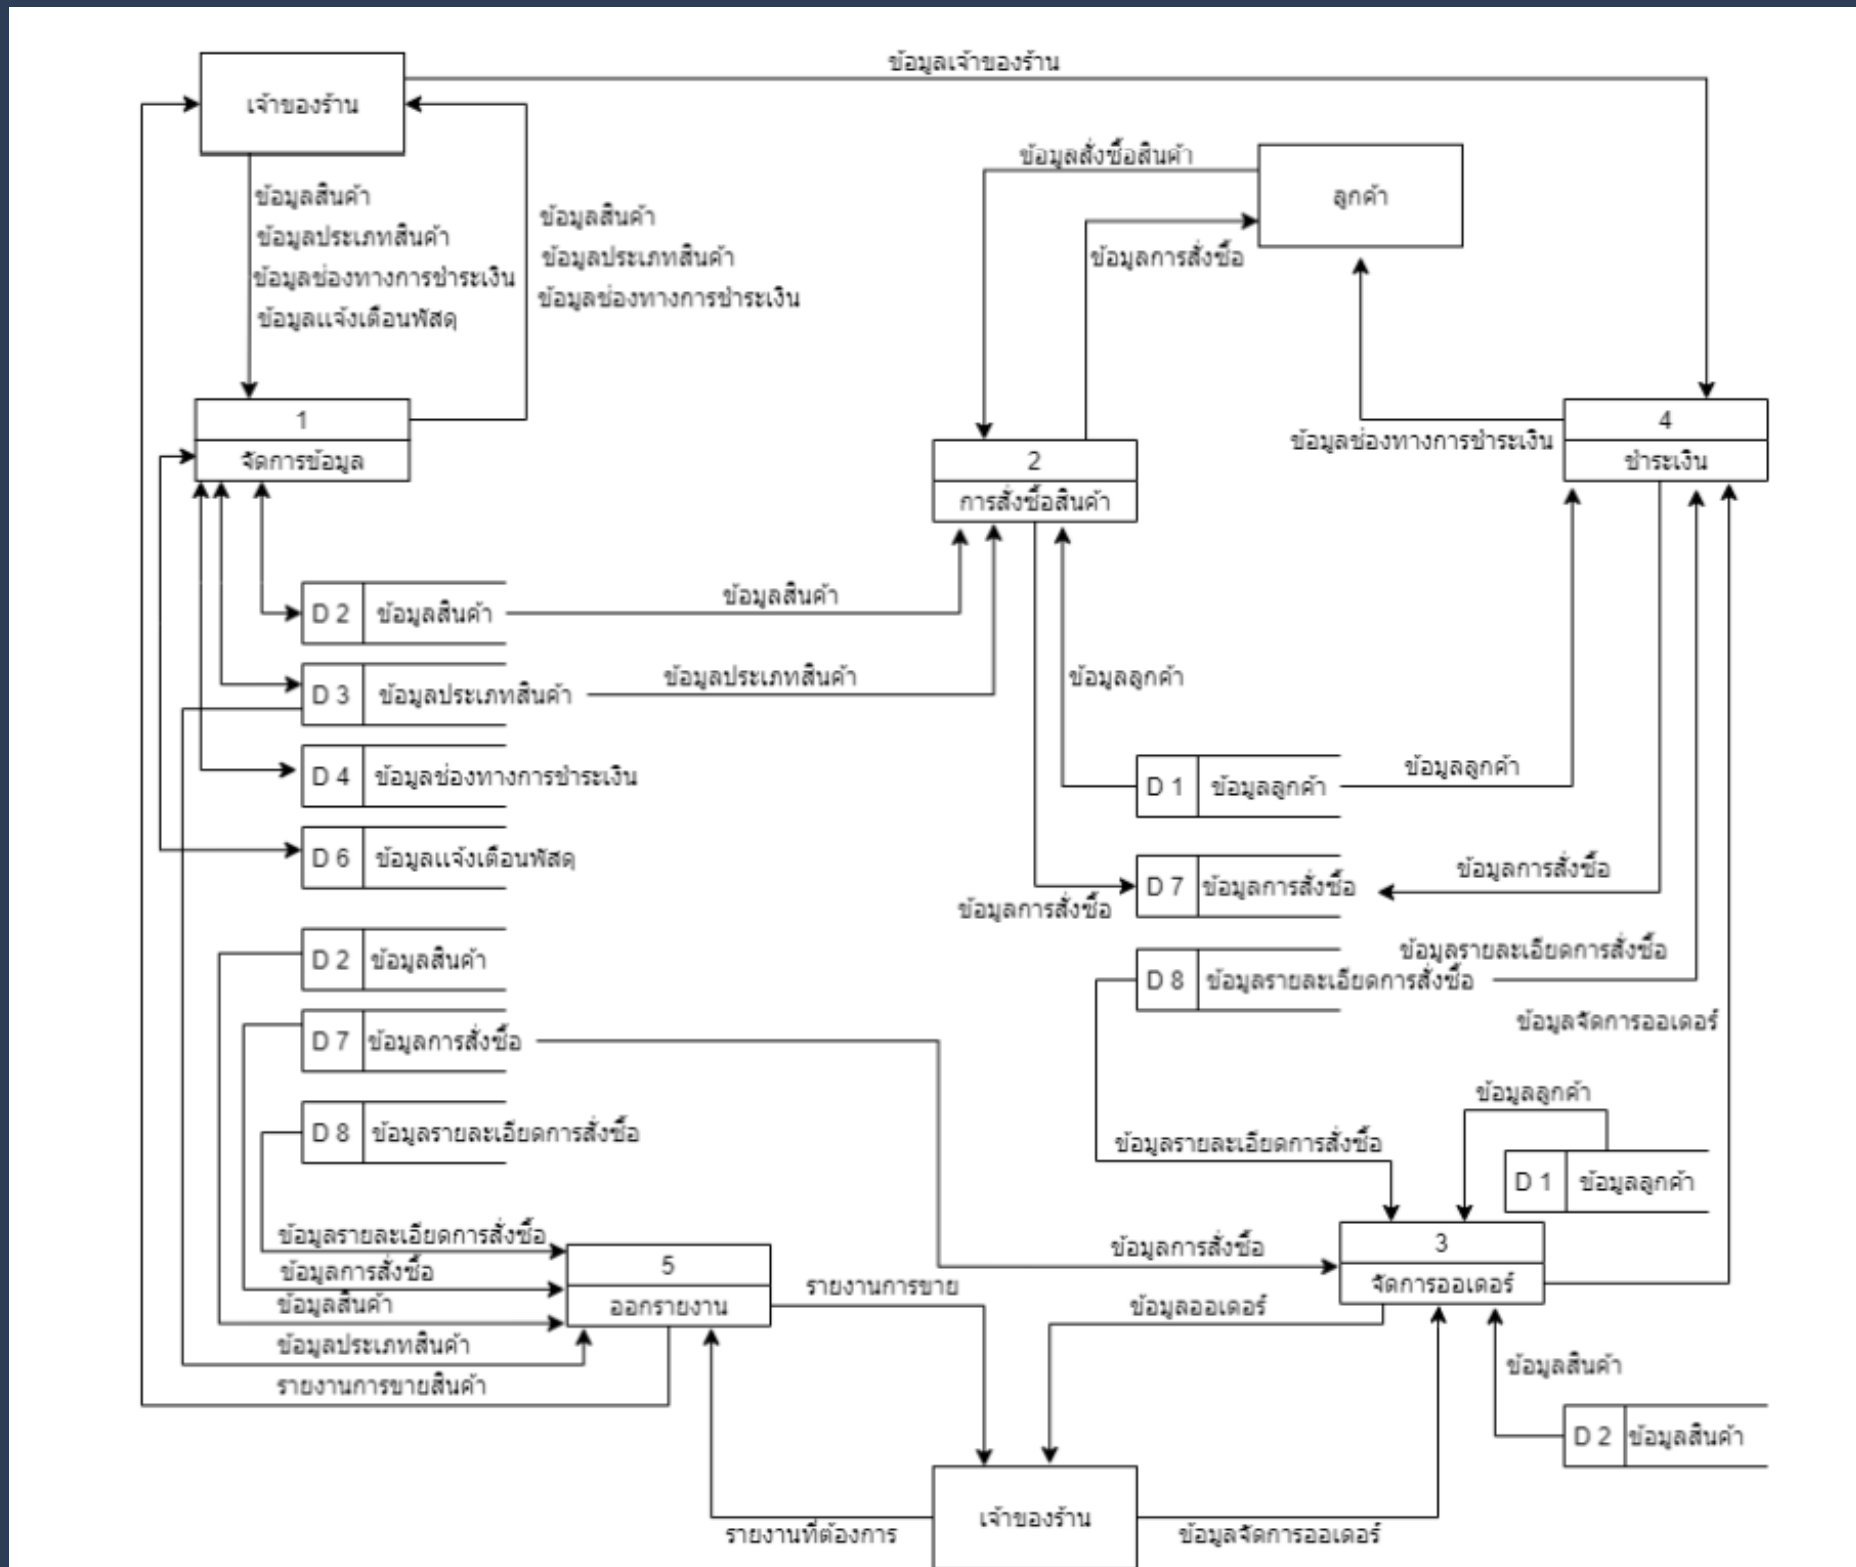 ข้อมูลเจ้าของร้าน
เจ้าของร้าน
ข้อมูลสั่งซื้อสินค้า
ลูกค้า
ข้อมูลสินค้า
ข้อมูลประเภทสินค้า
ข้อมูลช่องทางการชำระเงิน
ข้อมูลแจ้งเตือนพัสดุ
ข้อมูลสินค้า
ข้อมูลประเภทสินค้า
ข้อมูลช่องทางการชำระเงิน
ข้อมูลการสั่งซื้อ
1
จัดการข้อมูล
2
การสั่งซื้อสินค้า
ข้อมูลช่องทางการชำระเงิน
4
ชำระเงิน
D 2 ข้อมูลสินค้า
ข้อมูลสินค้า
D 3 ข้อมูลประเภทสินค้า
ข้อมูลประเภทสินค้า
ข้อมูลลูกค้า
D 4 ข้อมูลช่องทางการชำระเงิน
D 1 ข้อมูลลูกค้า
ข้อมูลลูกค้า
D 6 ข้อมูลแจ้งเตือนพัสดุ
ข้อมูลการสั่งซื้อ
D 7 ข้อมูลการสั่งซื้อ
ข้อมูลการสั่งซื้อ
D 2 ข้อมูลสินค้า
ข้อมูลรายละเอียดการสั่งซื้อ
D 8 ข้อมูลรายละเอียดการสั่งซื้อ
ข้อมูลจัดการออเดอร์
D 7 ข้อมูลการสั่งซื้อ
ข้อมูลลูกค้า
D 8 ข้อมูลรายละเอียดการสั่งซื้อ
ข้อมูลรายละเอียดการสั่งซื้อ
D 1 ข้อมูลลูกค้า
ข้อมูลรายละเอียดการสั่งซื้อ
ข้อมูลการสั่งซื้อ
ข้อมูลสินค้า
ข้อมูลประเภทสินค้า
รายงานการขายสินค้า
5
ออกรายงาน
รายงานการขาย
ข้อมูลการสั่งซื้อ
3
จัดการออเดอร์
ข้อมูลออเดอร์
ข้อมูลสินค้า
D 2 ข้อมูลสินค้า
เจ้าของร้าน
รายงานที่ต้องการ
ข้อมูลจัดการออเดอร์